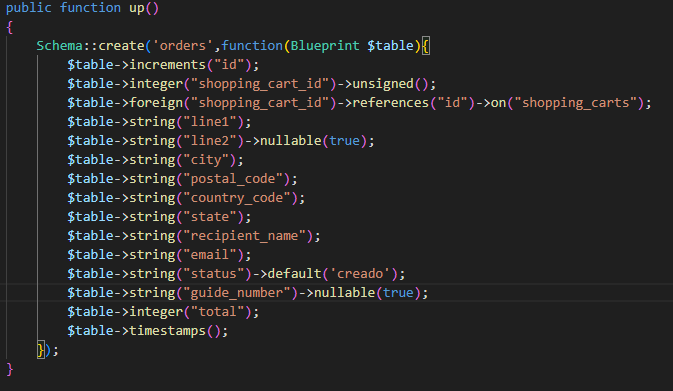 public function up()
{
    Schema::create('orders',function(Blueprint $table){
        $table->increments("id");
        $table->integer("shopping_cart_id")->unsigned();
        $table->foreign("shopping_cart_id")->references("id")->on("shopping_carts");
        $table->string("line1");
        $table->string("line2")->nullable(true);
        $table->string("city");
        $table->string("postal_code");
        $table->string("country_code");
        $table->string("state");
        $table->string("recipient_name");
        $table->string("email");
        $table->string("status")->default('creado');
        $table->string("guide_number")->nullable(true);
        $table->integer("total");
        $table->timestamps();
    });
}